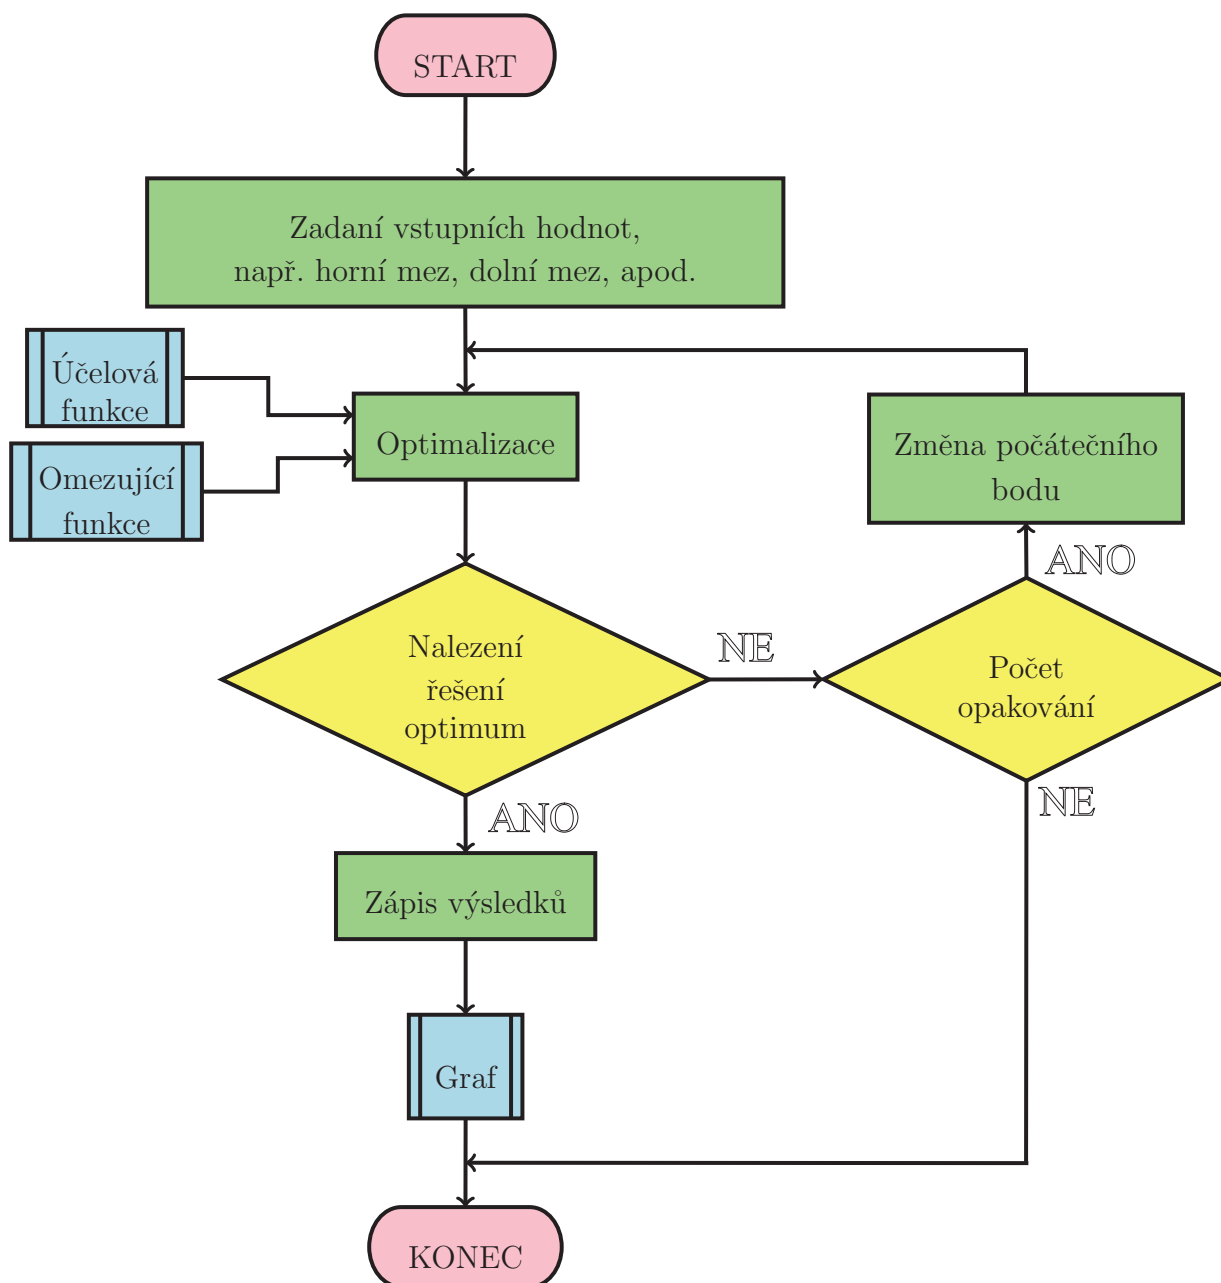 START
Zadaní vstupních hodnot,
např. horní mez, dolní mez, apod.
Účelová
funkce
Omezující
funkce
Optimalizace
Změna počátečního
bodu
ANO
Nalezení
řešení
optimum
NE
Počet
opakování
ANO
NE
Zápis výsledků
Graf
KONEC